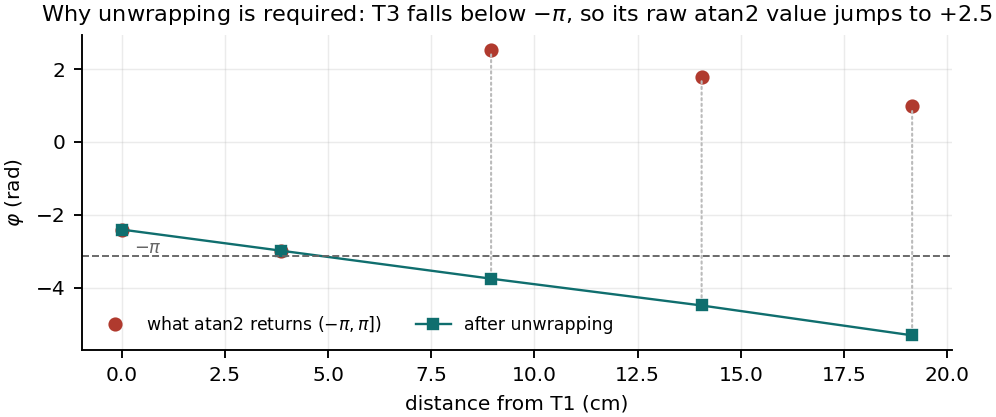 Why unwrapping is required: T3 falls below −π, so its raw atan2 value jumps to +2.5
φ (rad)
2
0
−2
−4
−π
what atan2 returns (−π, π])
after unwrapping
0.0
2.5
5.0
7.5
10.0
12.5
15.0
17.5
20.0
distance from T1 (cm)